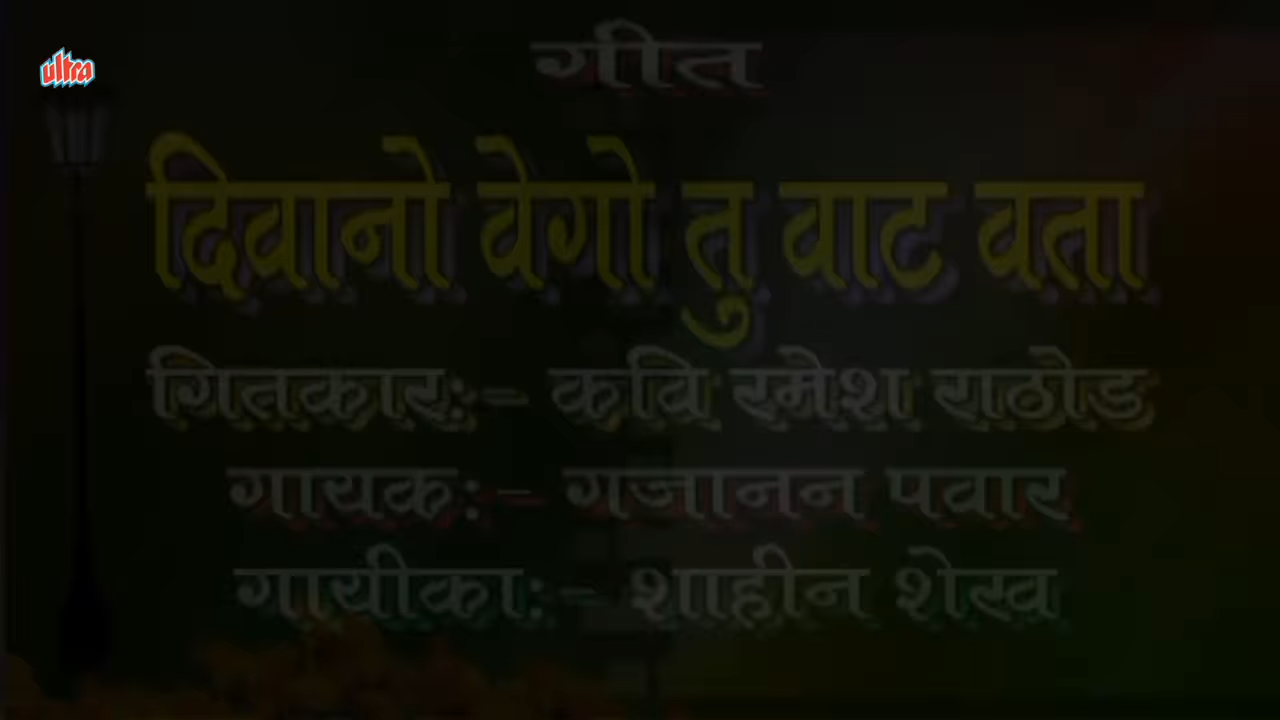 ultra
गीत
दिवानो वेगो तु वाट वता
गितकारः- कवि रमेश राठोड
गायकः- गजानन पवार
गायीकाः- शाहीन शेख